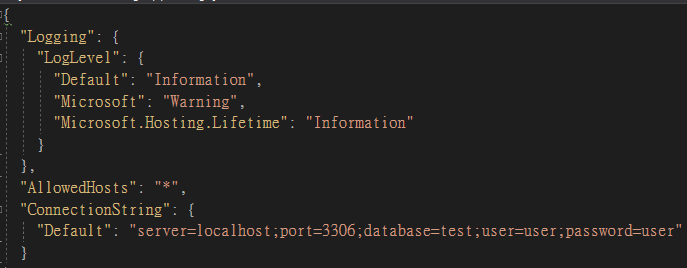 {
"Logging": {
"LogLevel": {
"Default": "Information",
"Microsoft": "Warning",
"Microsoft.Hosting.Lifetime": "Information"
}
},
"AllowedHosts": "*",
"ConnectionString": {
"Default": "server=localhost;port=3306;database=test;user=user;password=user"
}